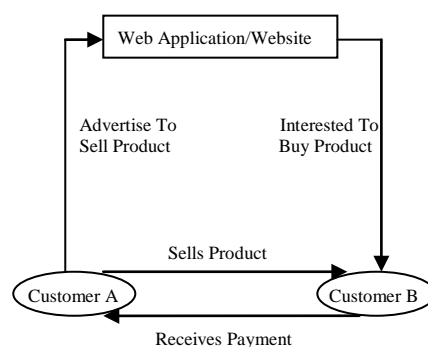 Web Application/Website
Advertise To
Sell Product
Interested To
Buy Product
Sells Product
Customer A
Customer B
Receives Payment